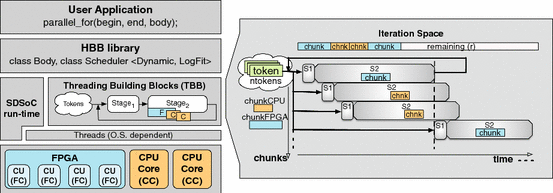 User Application
parallel_for(begin, end, body);
HBB library
class Body, class Scheduler <Dynamic, LogFit>
SDSoC
run-time
Threading Building Blocks (TBB)
Tokens
Stage1
Stage2
F
C
C
Threads (O.S. dependent)
FPGA
CU
(FC)
CU
(FC)
CU
(FC)
CU
(FC)
CPU
Core
(CC)
CPU
Core
(CC)
Iteration Space
chunk
chnk
chnk
chunk
remaining (r)
token
ntokens
chunkCPU
chunkFPGA
S1
S2
chunk
S1
S2
chnk
S1
S2
chnk
S1
S2
chunk
chunks
time